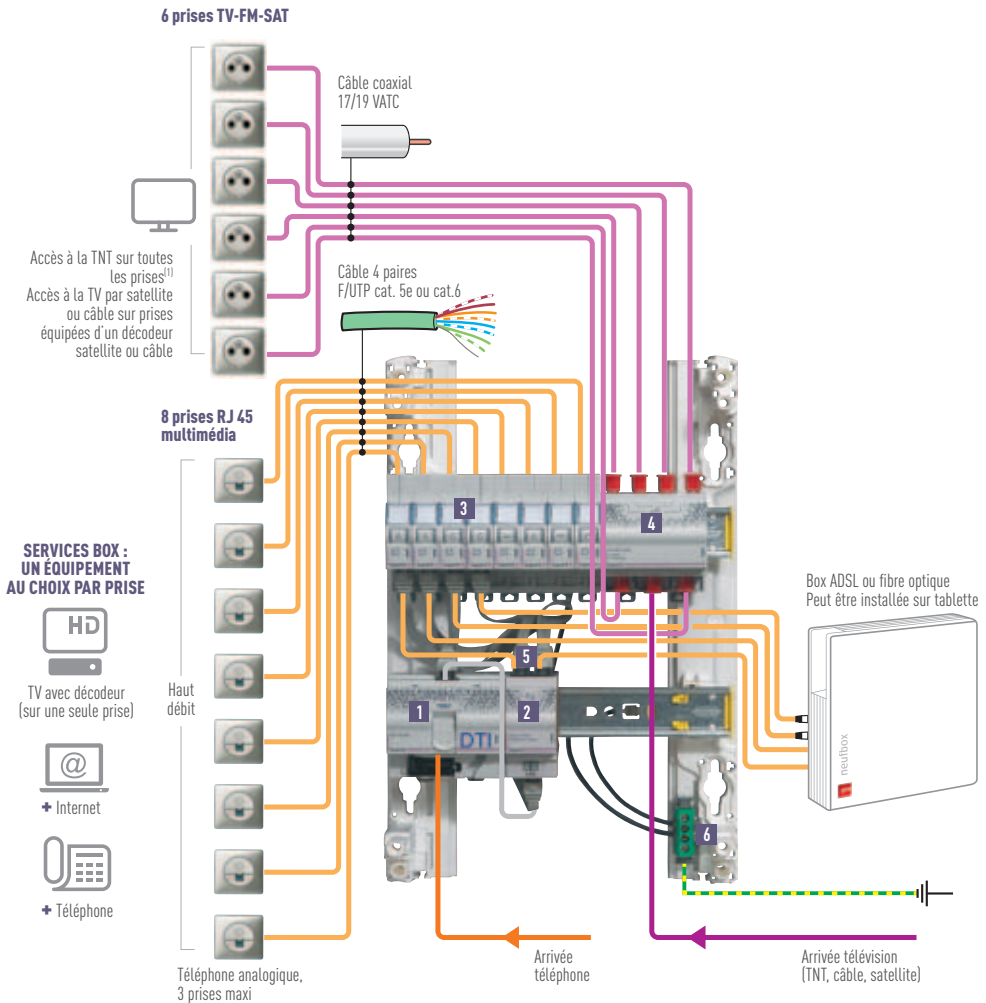 6 prises TV-FM-SAT
Câble coaxial
17/19 VATC
Accès à la TNT sur toutes
les prises(1)
Accès à la TV par satellite
ou câble sur prises
équipées d'un décodeur
satellite ou câble
Câble 4 paires
F/UTP cat. 5e ou cat.6
8 prises RJ 45
multimédia
3
4
SERVICES BOX :
UN ÉQUIPEMENT
AU CHOIX PAR PRISE
HD
TV avec décodeur
(sur une seule prise)
@
+ Internet
+ Téléphone
Haut
débit
Box ADSL ou fibre optique
Peut être installée sur tablette
neufbox
5
1
2
DTI
6
Téléphone analogique,
3 prises maxi
Arrivée
téléphone
Arrivée télévision
(TNT, câble, satellite)